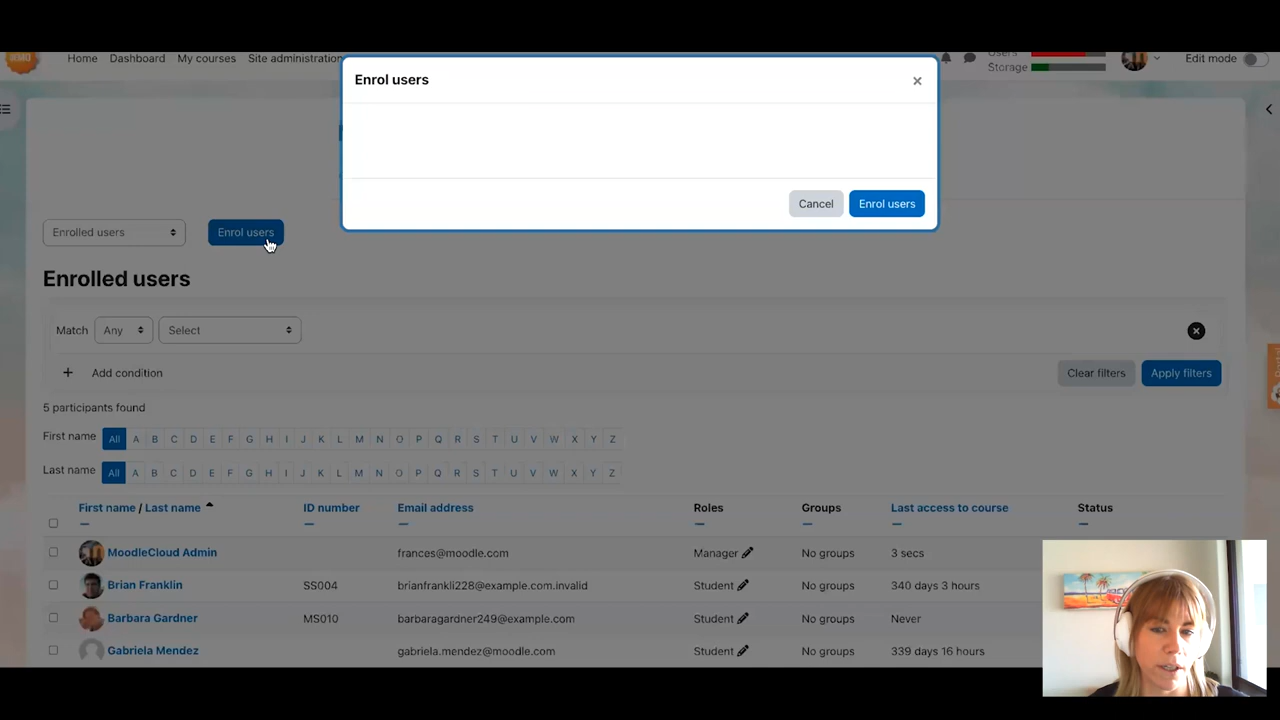 Home Dashboard My courses Site administration
Users
Storage
Edit mode
Enrol users
×
Cancel Enrol users
Enrolled users Enrol users
Enrolled users
Match Any Select
+ Add condition Clear filters Apply filters
5 participants found
First name All A B C D E F G H I J K L M N O P Q R S T U V W X Y Z
Last name All A B C D E F G H I J K L M N O P Q R S T U V W X Y Z
First name / Last name ID number Email address Roles Groups Last access to course Status
MoodleCloud Admin frances@moodle.com Manager No groups 3 secs
Brian Franklin SS004 brianfrankli228@example.com.invalid Student No groups 340 days 3 hours
Barbara Gardner MS010 barbaragardner249@example.com Student No groups Never
Gabriela Mendez gabriela.mendez@moodle.com Student No groups 339 days 16 hours